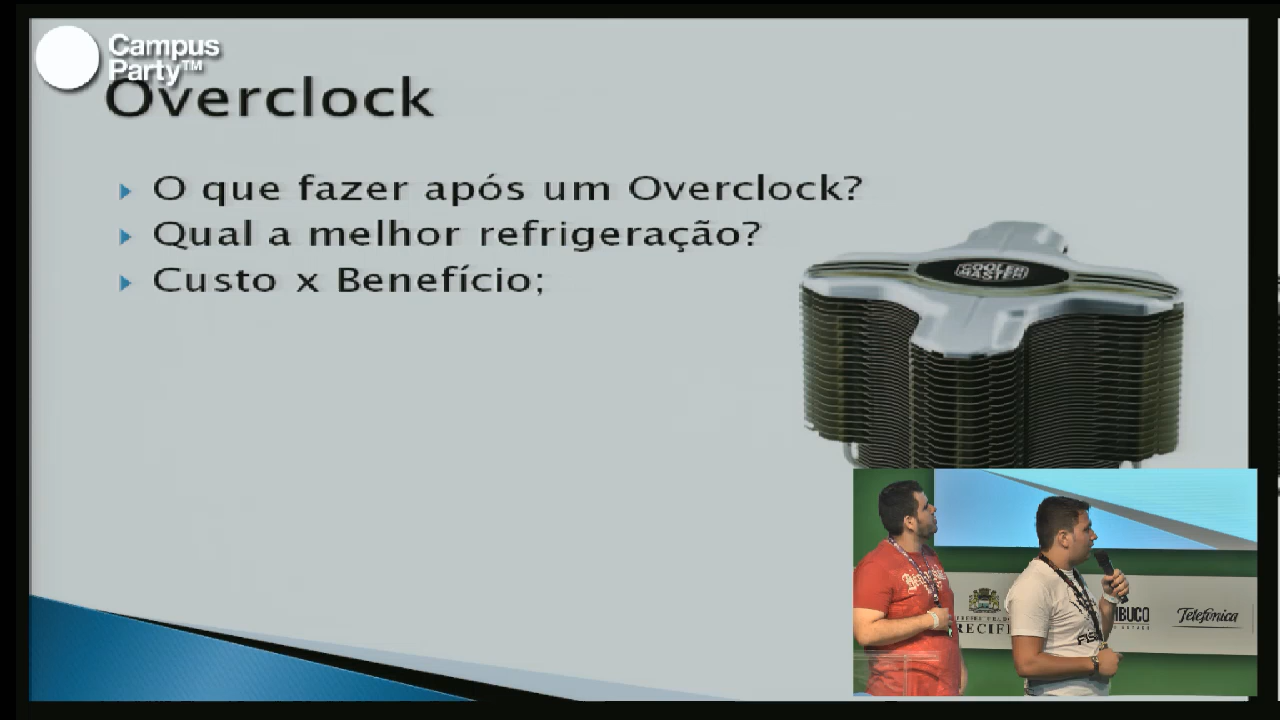 Campus
Party™
Overclock
O que fazer após um Overclock?
Qual a melhor refrigeração?
Custo x Benefício;
COOLER
MASTER
RECIFE
Telefónica